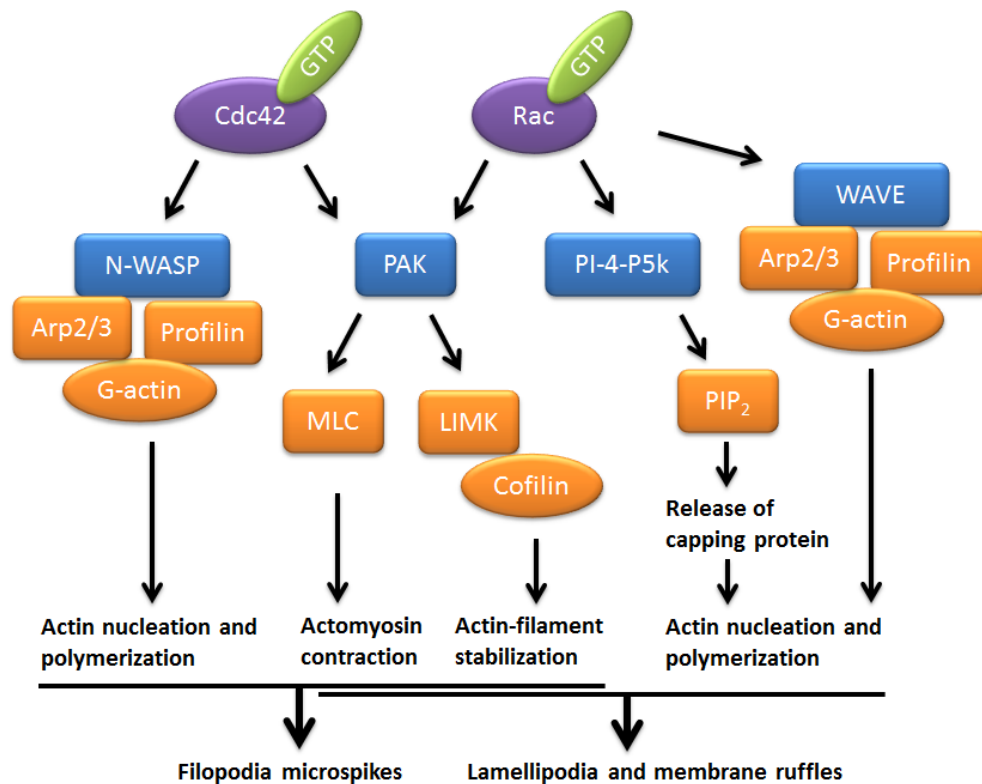 GTP
GTP
Cdc42
Rac
WAVE
N-WASP
PAK
PI-4-P5k
Arp2/3
Profilin
Arp2/3
Profilin
G-actin
G-actin
MLC
LIMK
PIP₂
Cofilin
Release of
capping protein
Actin nucleation and
polymerization
Actomyosin
contraction
Actin-filament
stabilization
Actin nucleation and
polymerization
Filopodia microspikes
Lamellipodia and membrane ruffles